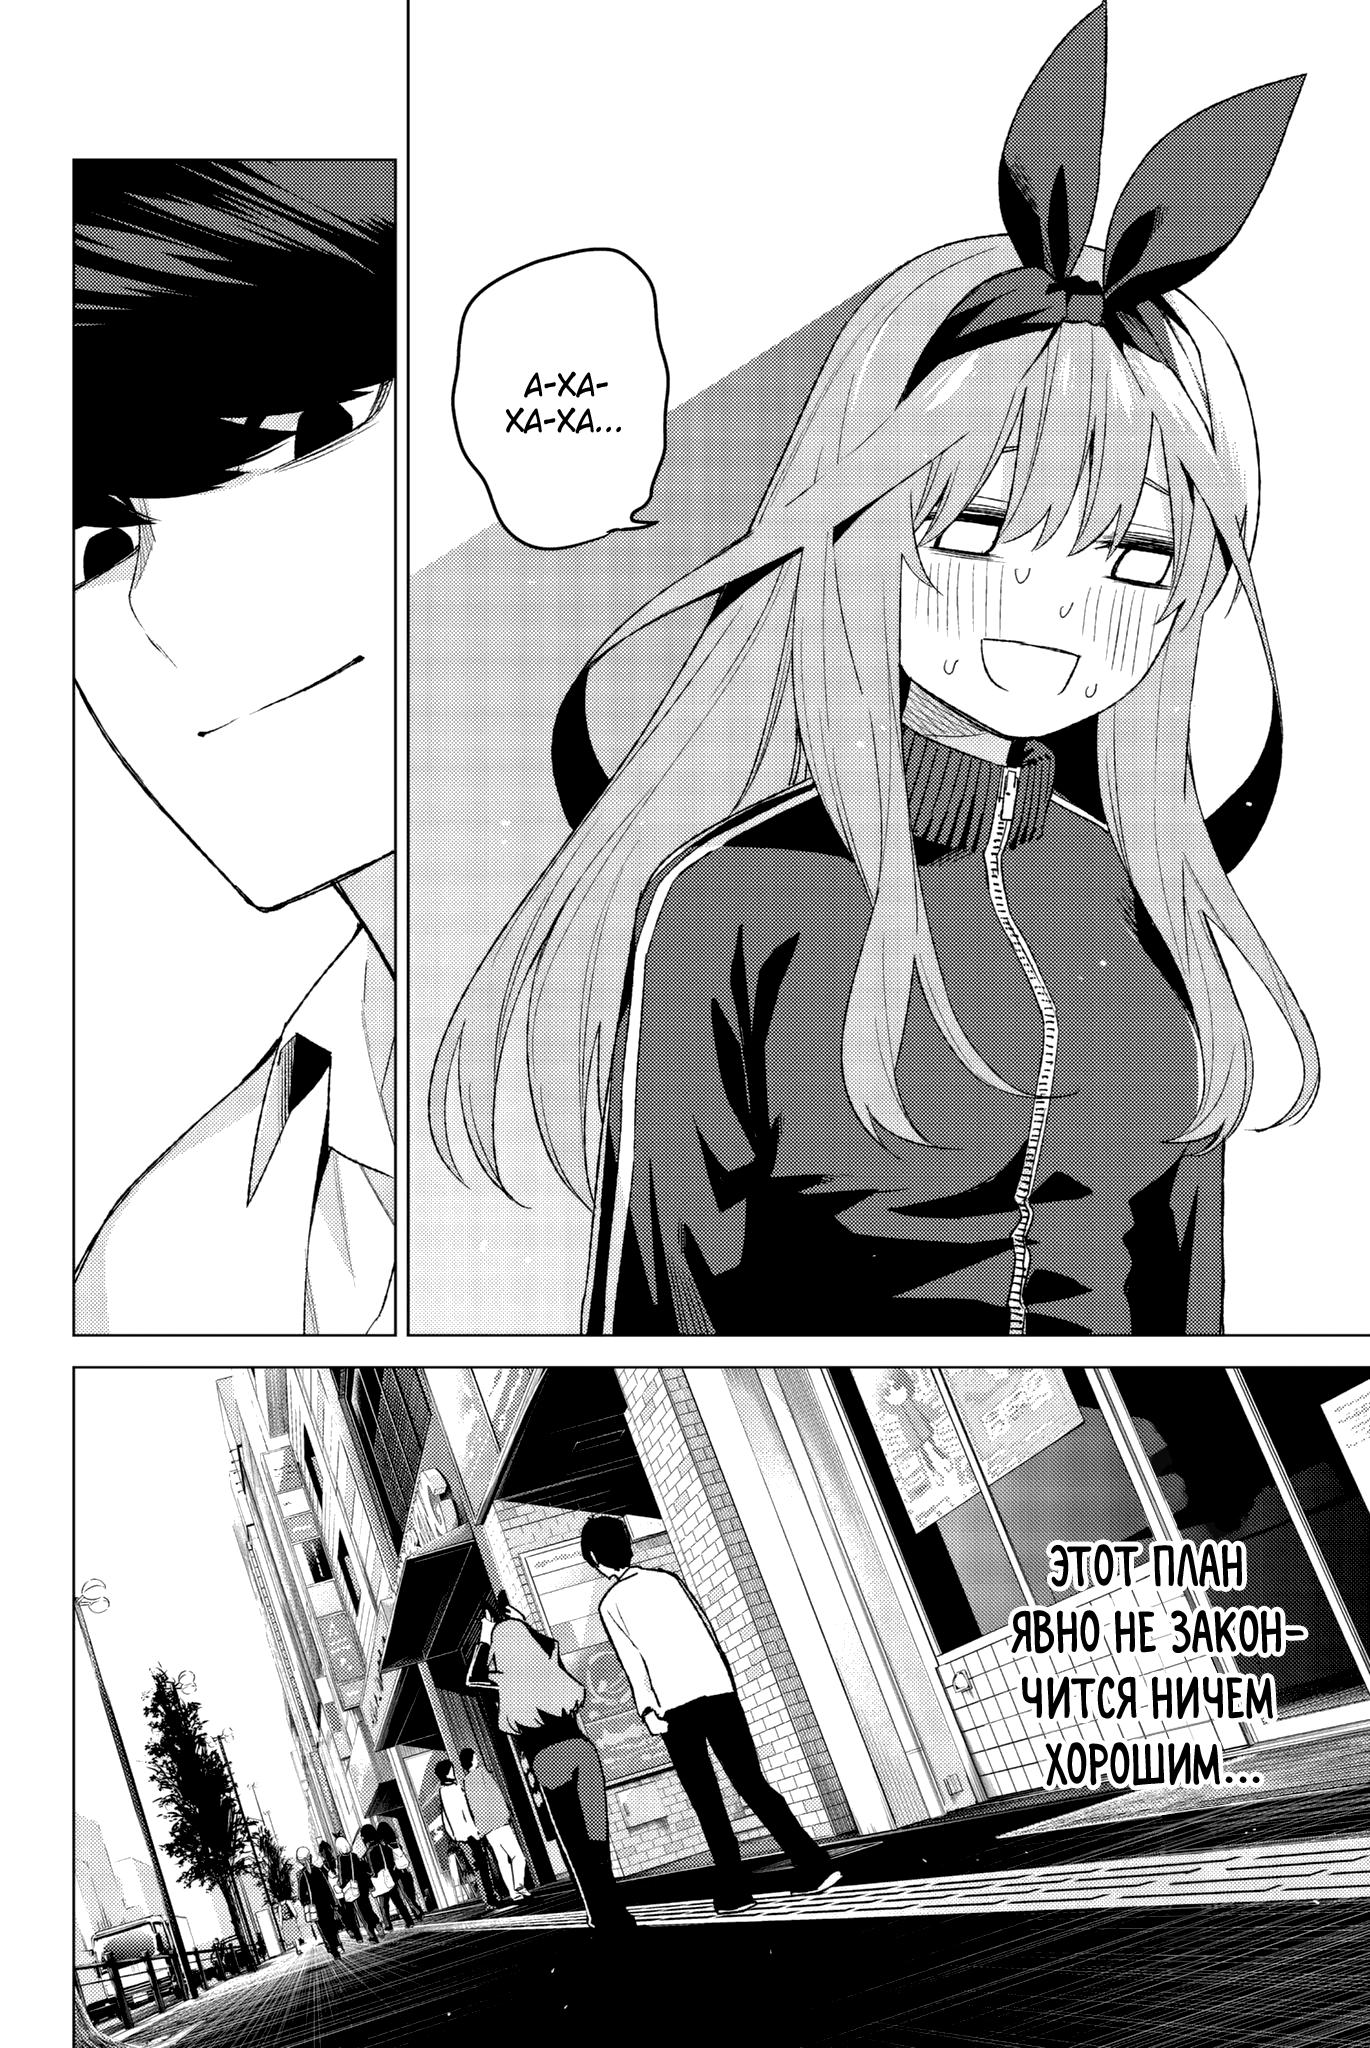 А-ХА-
ХА-ХА...
ЭТОТ ПЛАН
ЯВНО НЕ ЗАКОН-
ЧИТСЯ НИЧЕМ
ХОРОШИМ...